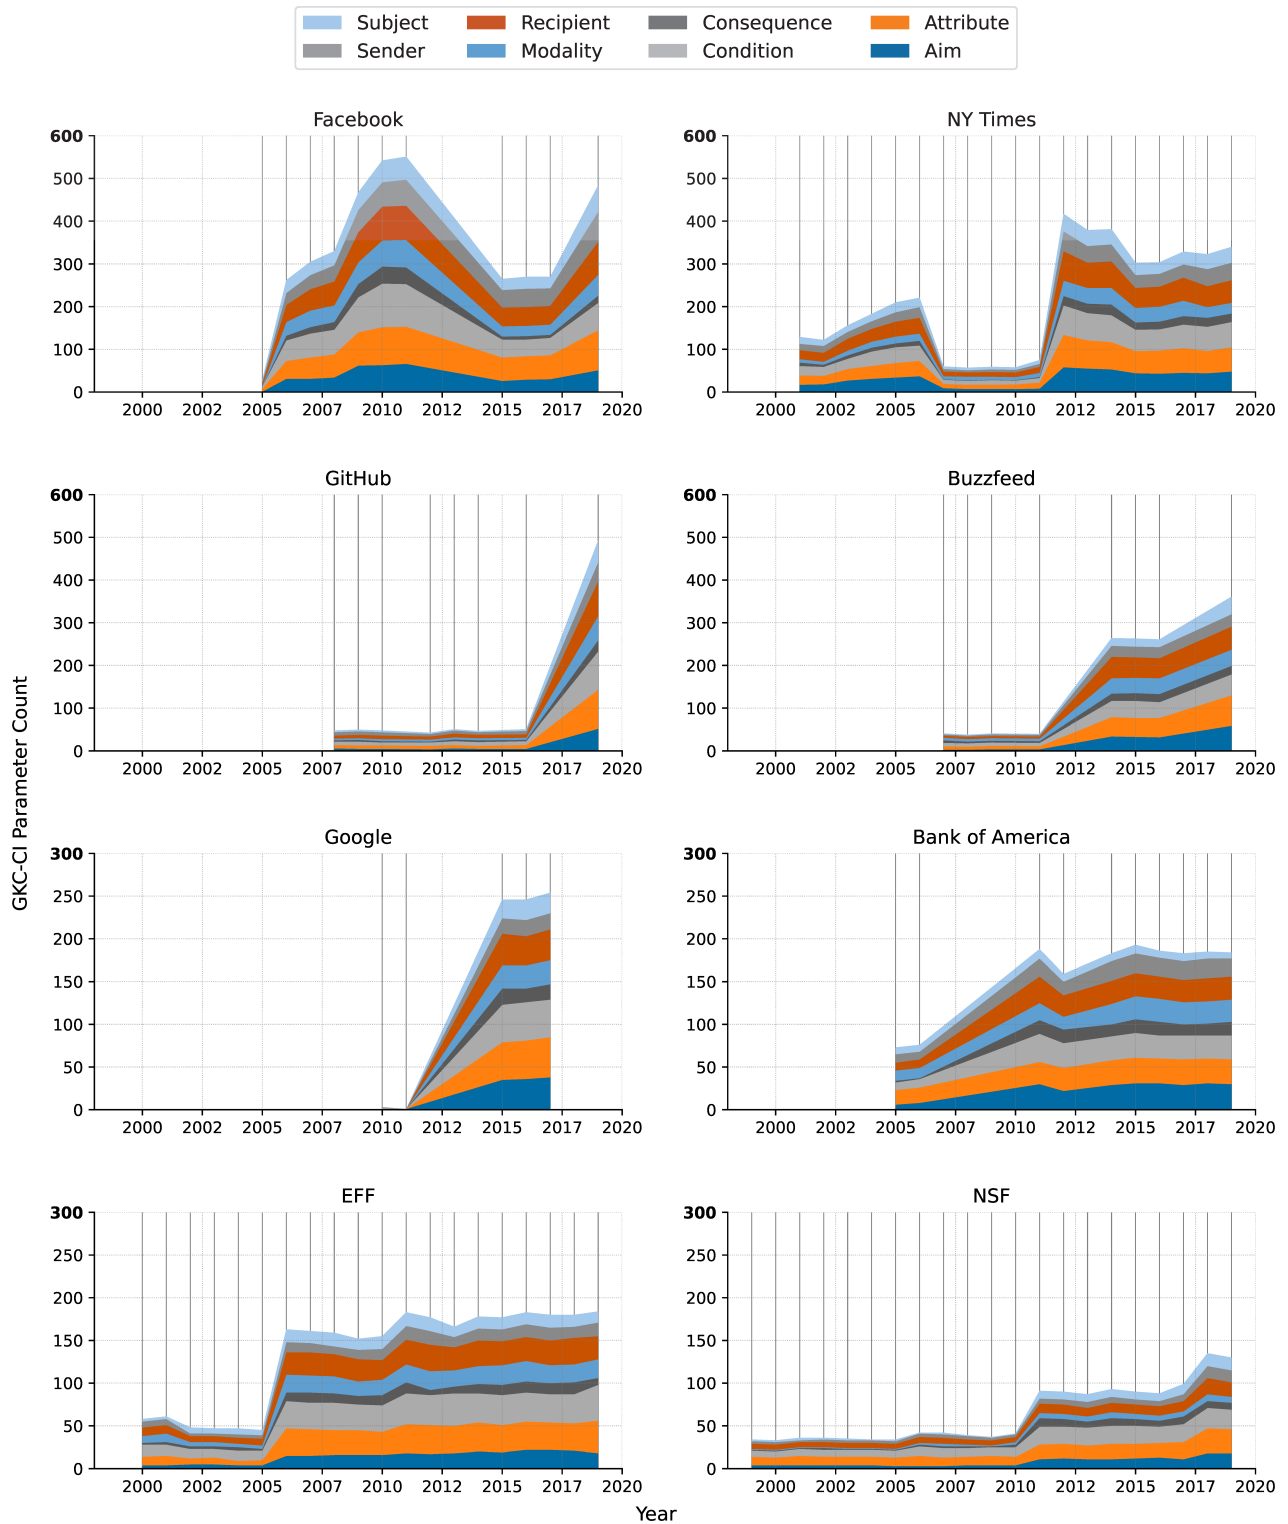 Subject Recipient Consequence Attribute
Sender Modality Condition Aim
Facebook
600
500
400
300
200
100
0
2000 2002 2005 2007 2010 2012 2015 2017 2020
NY Times
600
500
400
300
200
100
0
2000 2002 2005 2007 2010 2012 2015 2017 2020
GitHub
600
500
400
300
200
100
0
2000 2002 2005 2007 2010 2012 2015 2017 2020
Buzzfeed
600
500
400
300
200
100
0
2000 2002 2005 2007 2010 2012 2015 2017 2020
GKC-CI Parameter Count
Google
300
250
200
150
100
50
0
2000 2002 2005 2007 2010 2012 2015 2017 2020
Bank of America
300
250
200
150
100
50
0
2000 2002 2005 2007 2010 2012 2015 2017 2020
EFF
300
250
200
150
100
50
0
2000 2002 2005 2007 2010 2012 2015 2017 2020
NSF
300
250
200
150
100
50
0
2000 2002 2005 2007 2010 2012 2015 2017 2020
Year